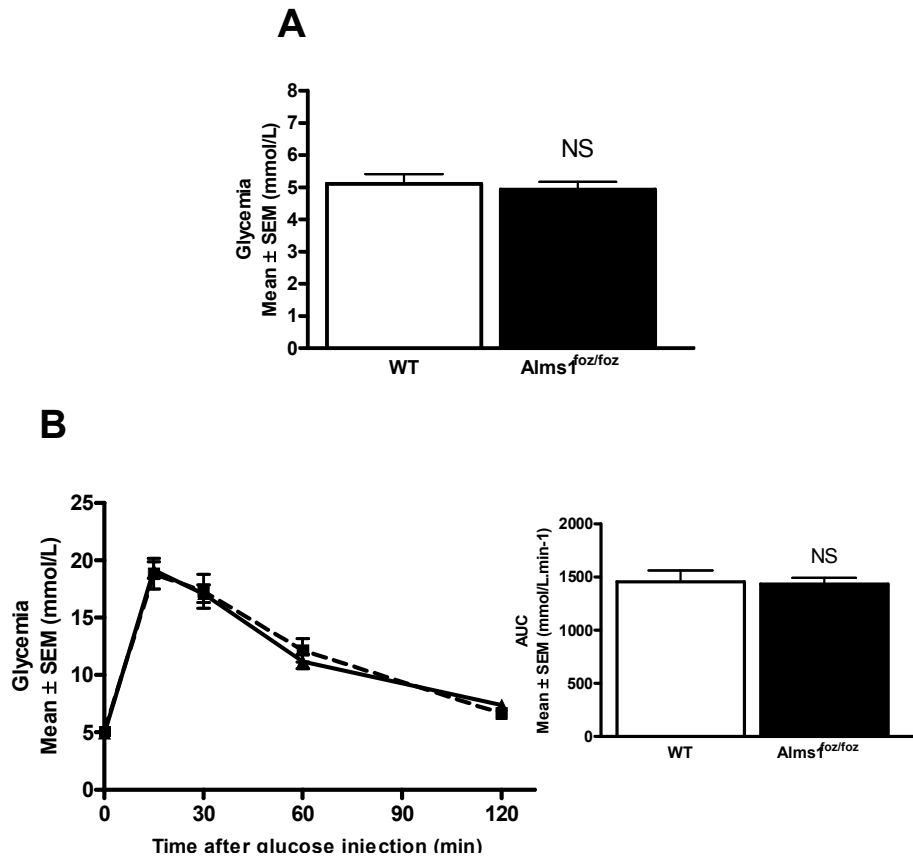 A
8
7
6
5
4
3
2
1
0
Glycemia
Mean ± SEM (mmol/L)
NS
WT
Alms1foz/foz
B
25
20
15
10
5
0
Glycemia
Mean ± SEM (mmol/L)
0 30 60 90 120
Time after glucose injection (min)
2000
1500
1000
500
0
AUC
Mean ± SEM (mmol/L.min-1)
NS
WT
Alms1foz/foz